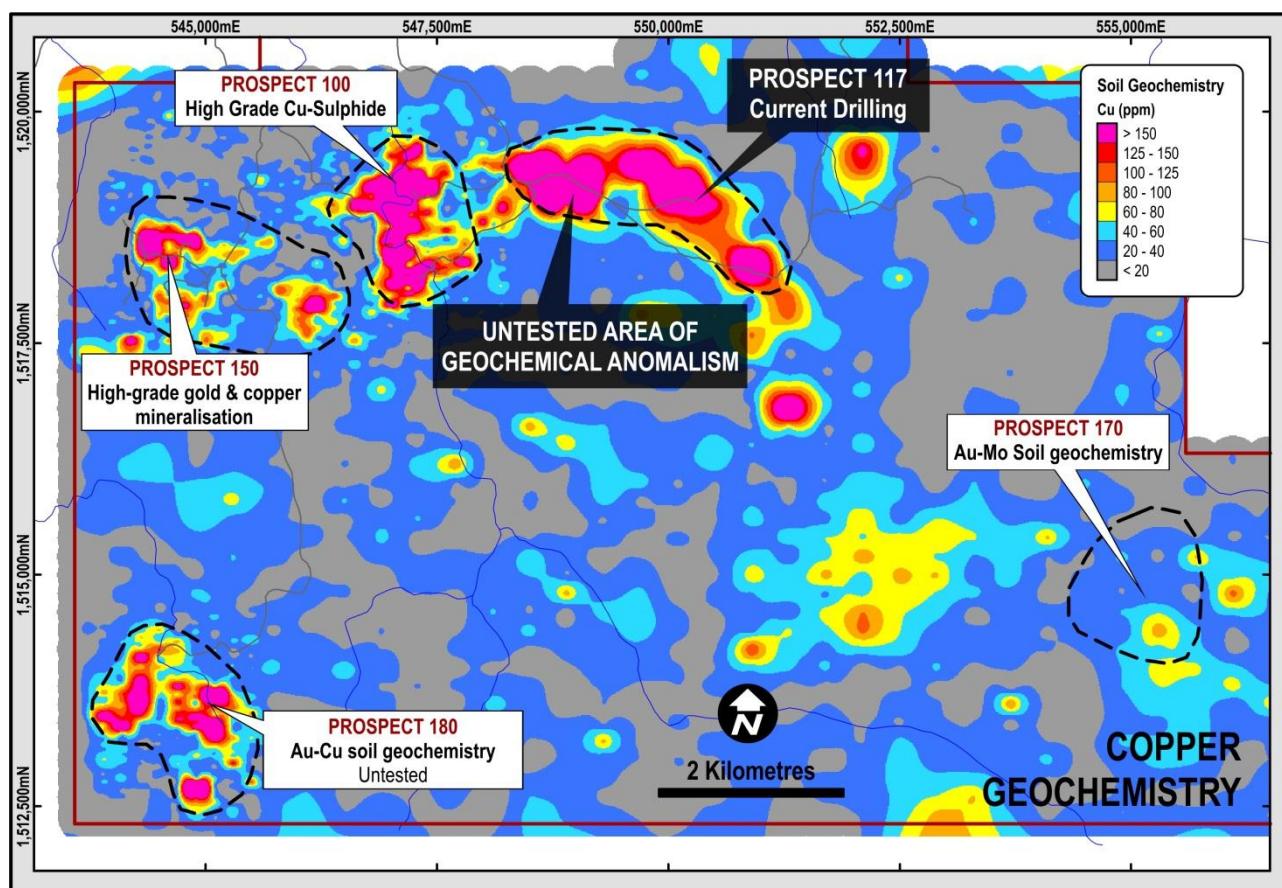 545,000mE
547,500mE
550,000mE
552,500mE
555,000mE
1,520,000mN
1,517,500mN
1,515,000mN
1,512,500mN
PROSPECT 100
High Grade Cu-Sulphide
PROSPECT 117
Current Drilling
Soil Geochemistry
Cu (ppm)
> 150
125 - 150
100 - 125
80 - 100
60 - 80
40 - 60
20 - 40
< 20
UNTESTED AREA OF
GEOCHEMICAL ANOMALISM
PROSPECT 150
High-grade gold & copper
mineralisation
PROSPECT 170
Au-Mo Soil geochemistry
PROSPECT 180
Au-Cu soil geochemistry
Untested
N
2 Kilometres
COPPER
GEOCHEMISTRY